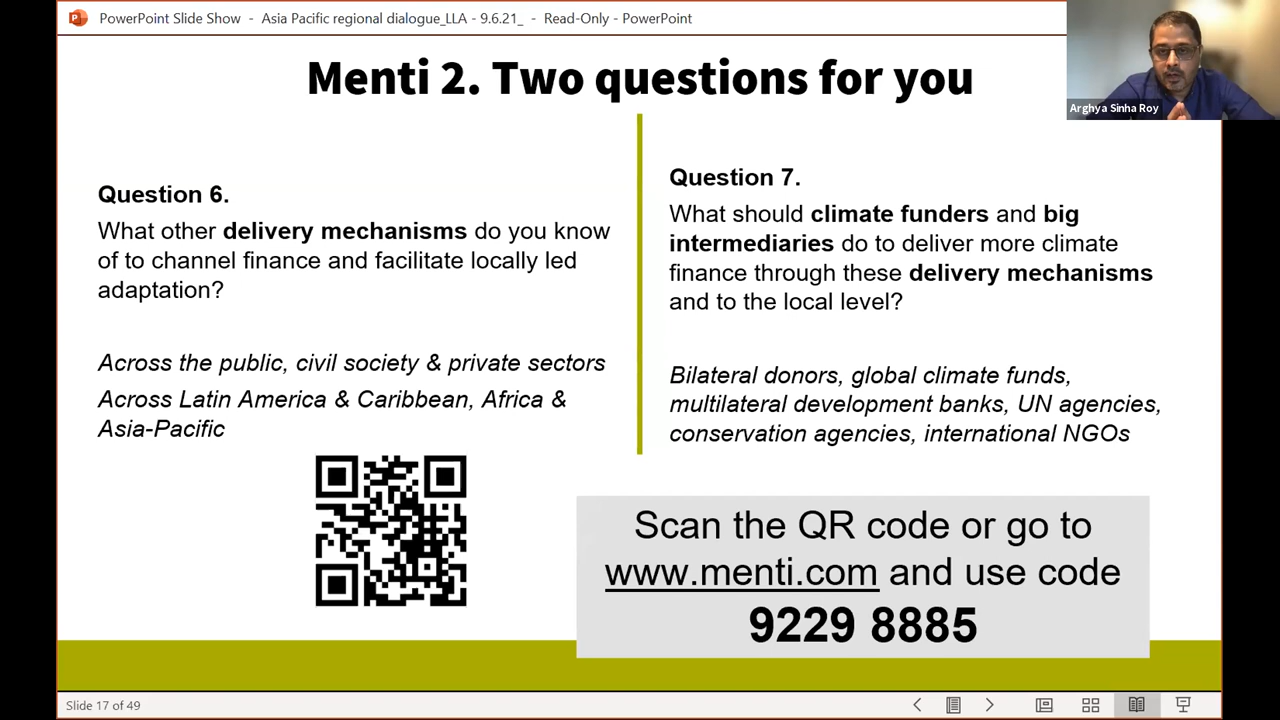 PowerPoint Slide Show - Asia Pacific regional dialogue_LLA - 9.6.21_ - Read-Only - PowerPoint
Arghya Sinha Roy
Menti 2. Two questions for you
Question 6.
What other delivery mechanisms do you know
of to channel finance and facilitate locally led
adaptation?
Across the public, civil society & private sectors
Across Latin America & Caribbean, Africa &
Asia-Pacific
Question 7.
What should climate funders and big
intermediaries do to deliver more climate
finance through these delivery mechanisms
and to the local level?
Bilateral donors, global climate funds,
multilateral development banks, UN agencies,
conservation agencies, international NGOs
Scan the QR code or go to
www.menti.com and use code
9229 8885
Slide 17 of 49